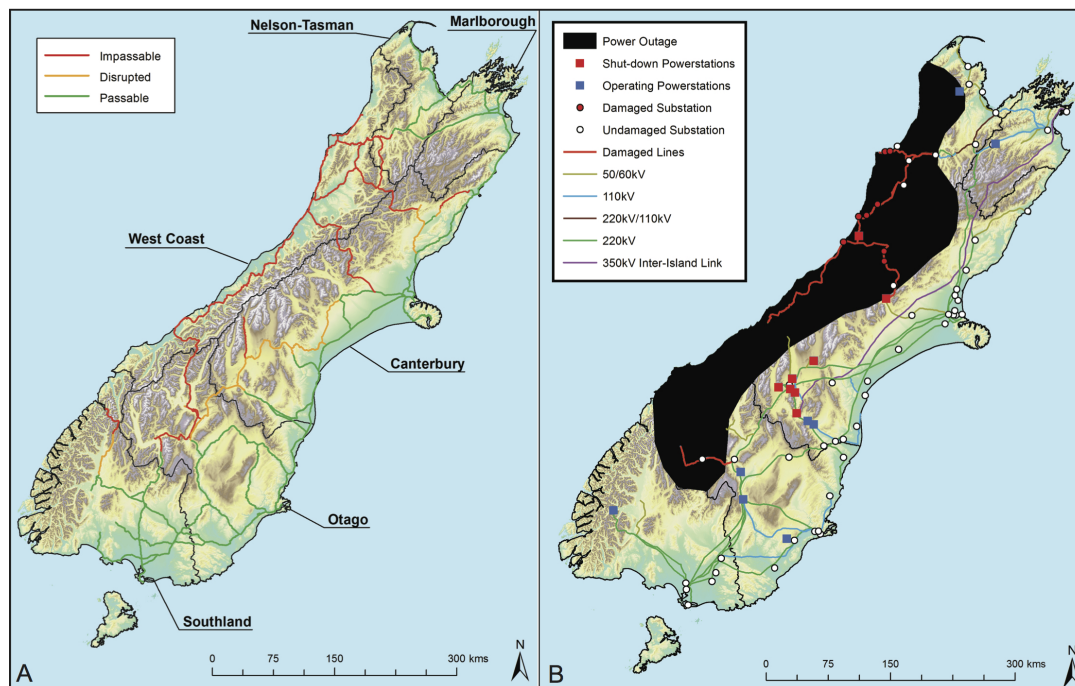 Nelson-Tasman
Marlborough
Impassable
Disrupted
Passable
West Coast
Canterbury
Otago
Southland
A
0 75 150 300 kms
N
Power Outage
Shut-down Powerstations
Operating Powerstations
Damaged Substation
Undamaged Substation
Damaged Lines
50/60kV
110kV
220kV/110kV
220kV
350kV Inter-Island Link
B
0 75 150 300 kms
N